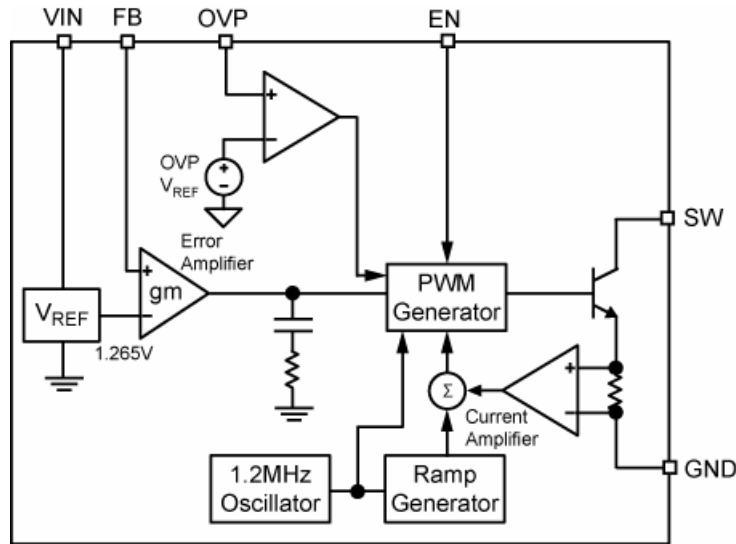 VIN FB OVP EN
+
−
OVP
VREF
+
−
SW
Error
Amplifier
+
gm
−
VREF
1.265V
PWM
Generator
Σ
+
−
Current
Amplifier
1.2MHz
Oscillator
Ramp
Generator
GND